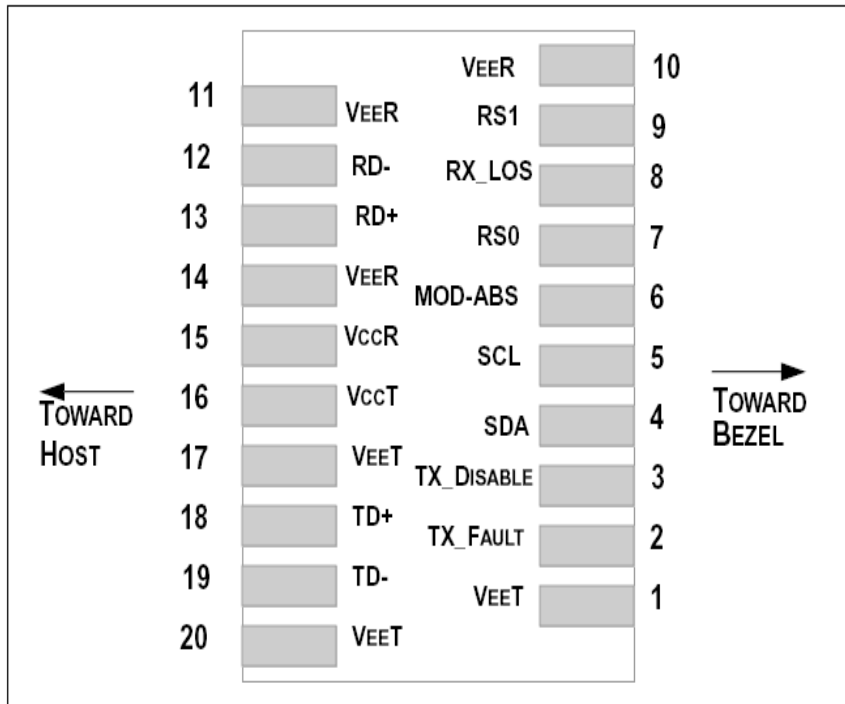 11 VEER
12 RD-
13 RD+
14 VEER
15 VCCR
16 VCCT
17 VEET
18 TD+
19 TD-
20 VEET
VEER 10
RS1 9
RX_LOS 8
RS0 7
MOD-ABS 6
SCL 5
SDA 4
TX_DISABLE 3
TX_FAULT 2
VEET 1
TOWARD
HOST
TOWARD
BEZEL